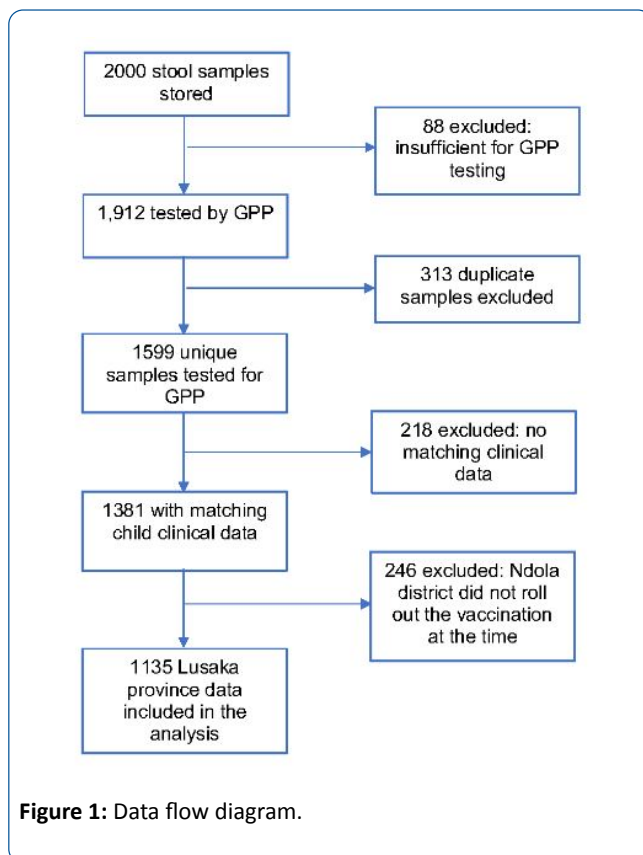 2000 stool samples
stored
88 excluded:
insufficient for GPP
testing
1,912 tested by GPP
313 duplicate
samples excluded
1599 unique
samples tested for
GPP
218 excluded: no
matching clinical
data
1381 with matching
child clinical data
246 excluded: Ndola
district did not roll
out the vaccination
at the time
1135 Lusaka
province data
included in the
analysis
Figure 1: Data flow diagram.